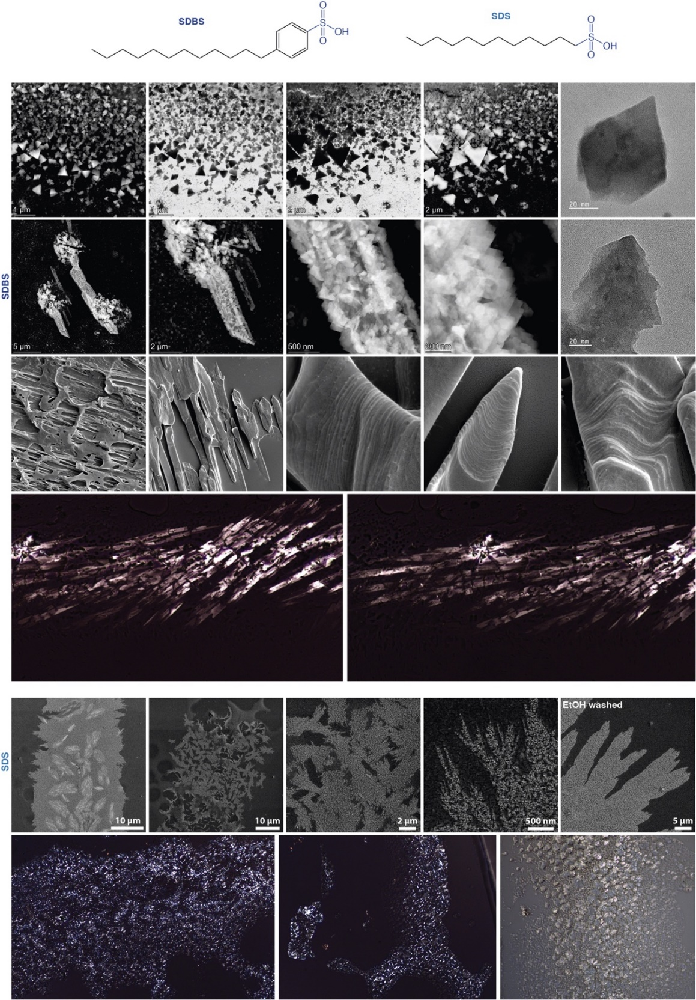 SDBS
SDS
O
S
OH
O
O
S
OH
O
1 µm
1 µm
2 µm
2 µm
20 nm
SDBS
5 µm
2 µm
500 nm
200 nm
20 nm
SDS
EtOH washed
10 µm
10 µm
2 µm
500 nm
5 µm